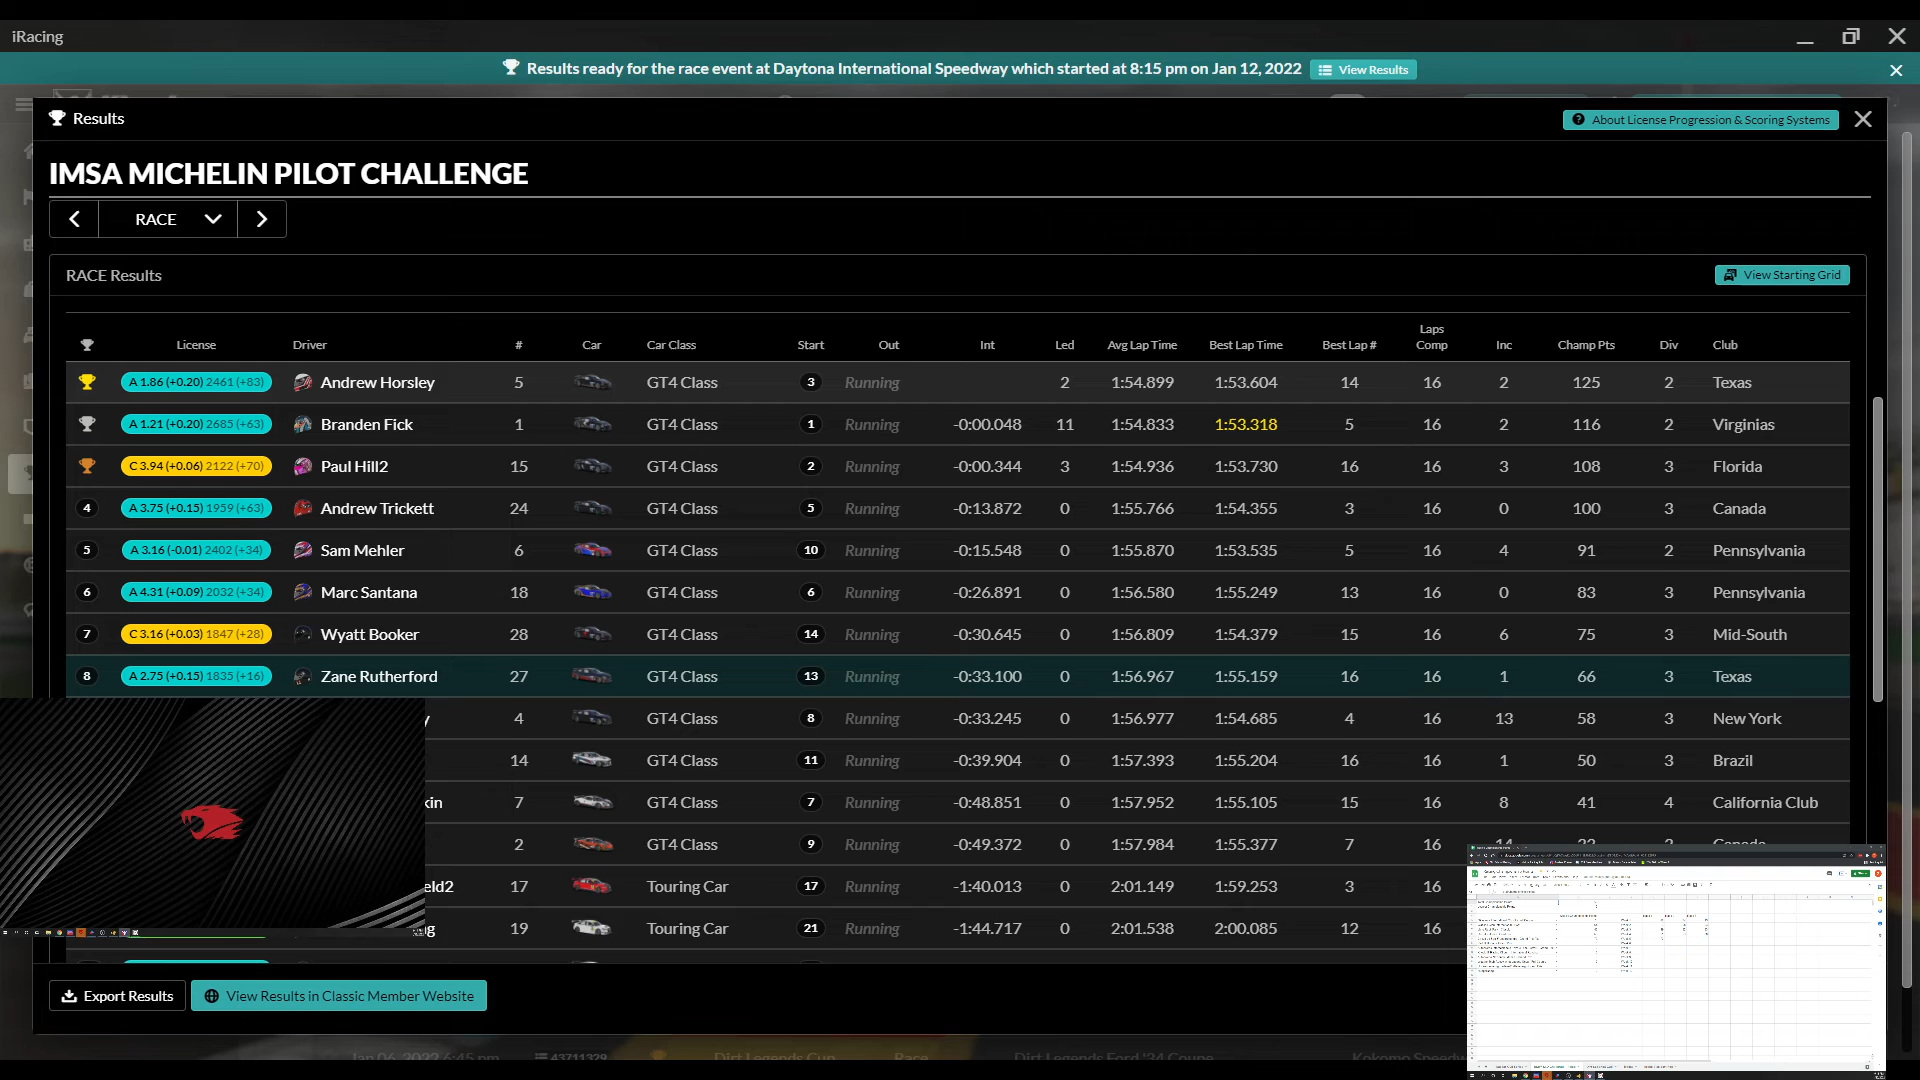 iRacing
Results ready for the race event at Daytona International Speedway which started at 8:15 pm on Jan 12, 2022 View Results
Results About License Progression & Scoring Systems
IMSA MICHELIN PILOT CHALLENGE
RACE
RACE Results View Starting Grid
License Driver # Car Car Class Start Out Int Led Avg Lap Time Best Lap Time Best Lap # Laps Comp Inc Champ Pts Div Club
A 1.86 (+0.20) 2461 (+83) Andrew Horsley 5 GT4 Class 3 Running 2 1:54.899 1:53.604 14 16 2 125 2 Texas
A 1.21 (+0.20) 2685 (+63) Branden Fick 1 GT4 Class 1 Running -0:00.048 11 1:54.833 1:53.318 5 16 2 116 2 Virginias
C 3.94 (+0.06) 2122 (+70) Paul Hill2 15 GT4 Class 2 Running -0:00.344 3 1:54.936 1:53.730 16 16 3 108 3 Florida
4 A 3.75 (+0.15) 1959 (+63) Andrew Trickett 24 GT4 Class 5 Running -0:13.872 0 1:55.766 1:54.355 3 16 0 100 3 Canada
5 A 3.16 (-0.01) 2402 (+34) Sam Mehler 6 GT4 Class 10 Running -0:15.548 0 1:55.870 1:53.535 5 16 4 91 2 Pennsylvania
6 A 4.31 (+0.09) 2032 (+34) Marc Santana 18 GT4 Class 6 Running -0:26.891 0 1:56.580 1:55.249 13 16 0 83 3 Pennsylvania
7 C 3.16 (+0.03) 1847 (+28) Wyatt Booker 28 GT4 Class 14 Running -0:30.645 0 1:56.809 1:54.379 15 16 6 75 3 Mid-South
8 A 2.75 (+0.15) 1835 (+16) Zane Rutherford 27 GT4 Class 13 Running -0:33.100 0 1:56.967 1:55.159 16 16 1 66 3 Texas
y 4 GT4 Class 8 Running -0:33.245 0 1:56.977 1:54.685 4 16 13 58 3 New York
14 GT4 Class 11 Running -0:39.904 0 1:57.393 1:55.204 16 16 1 50 3 Brazil
kin 7 GT4 Class 7 Running -0:48.851 0 1:57.952 1:55.105 15 16 8 41 4 California Club
2 GT4 Class 9 Running -0:49.372 0 1:57.984 1:55.377 7 16
eld2 17 Touring Car 17 Running -1:40.013 0 2:01.149 1:59.253 3 16
g 19 Touring Car 21 Running -1:44.717 0 2:01.538 2:00.085 12 16
Export Results View Results in Classic Member Website
Jan 06, 2022 6:45 pm 43711329 Dirt Legends Cup Race Dirt Legends Ford '34 Coupe Kokomo Speedw